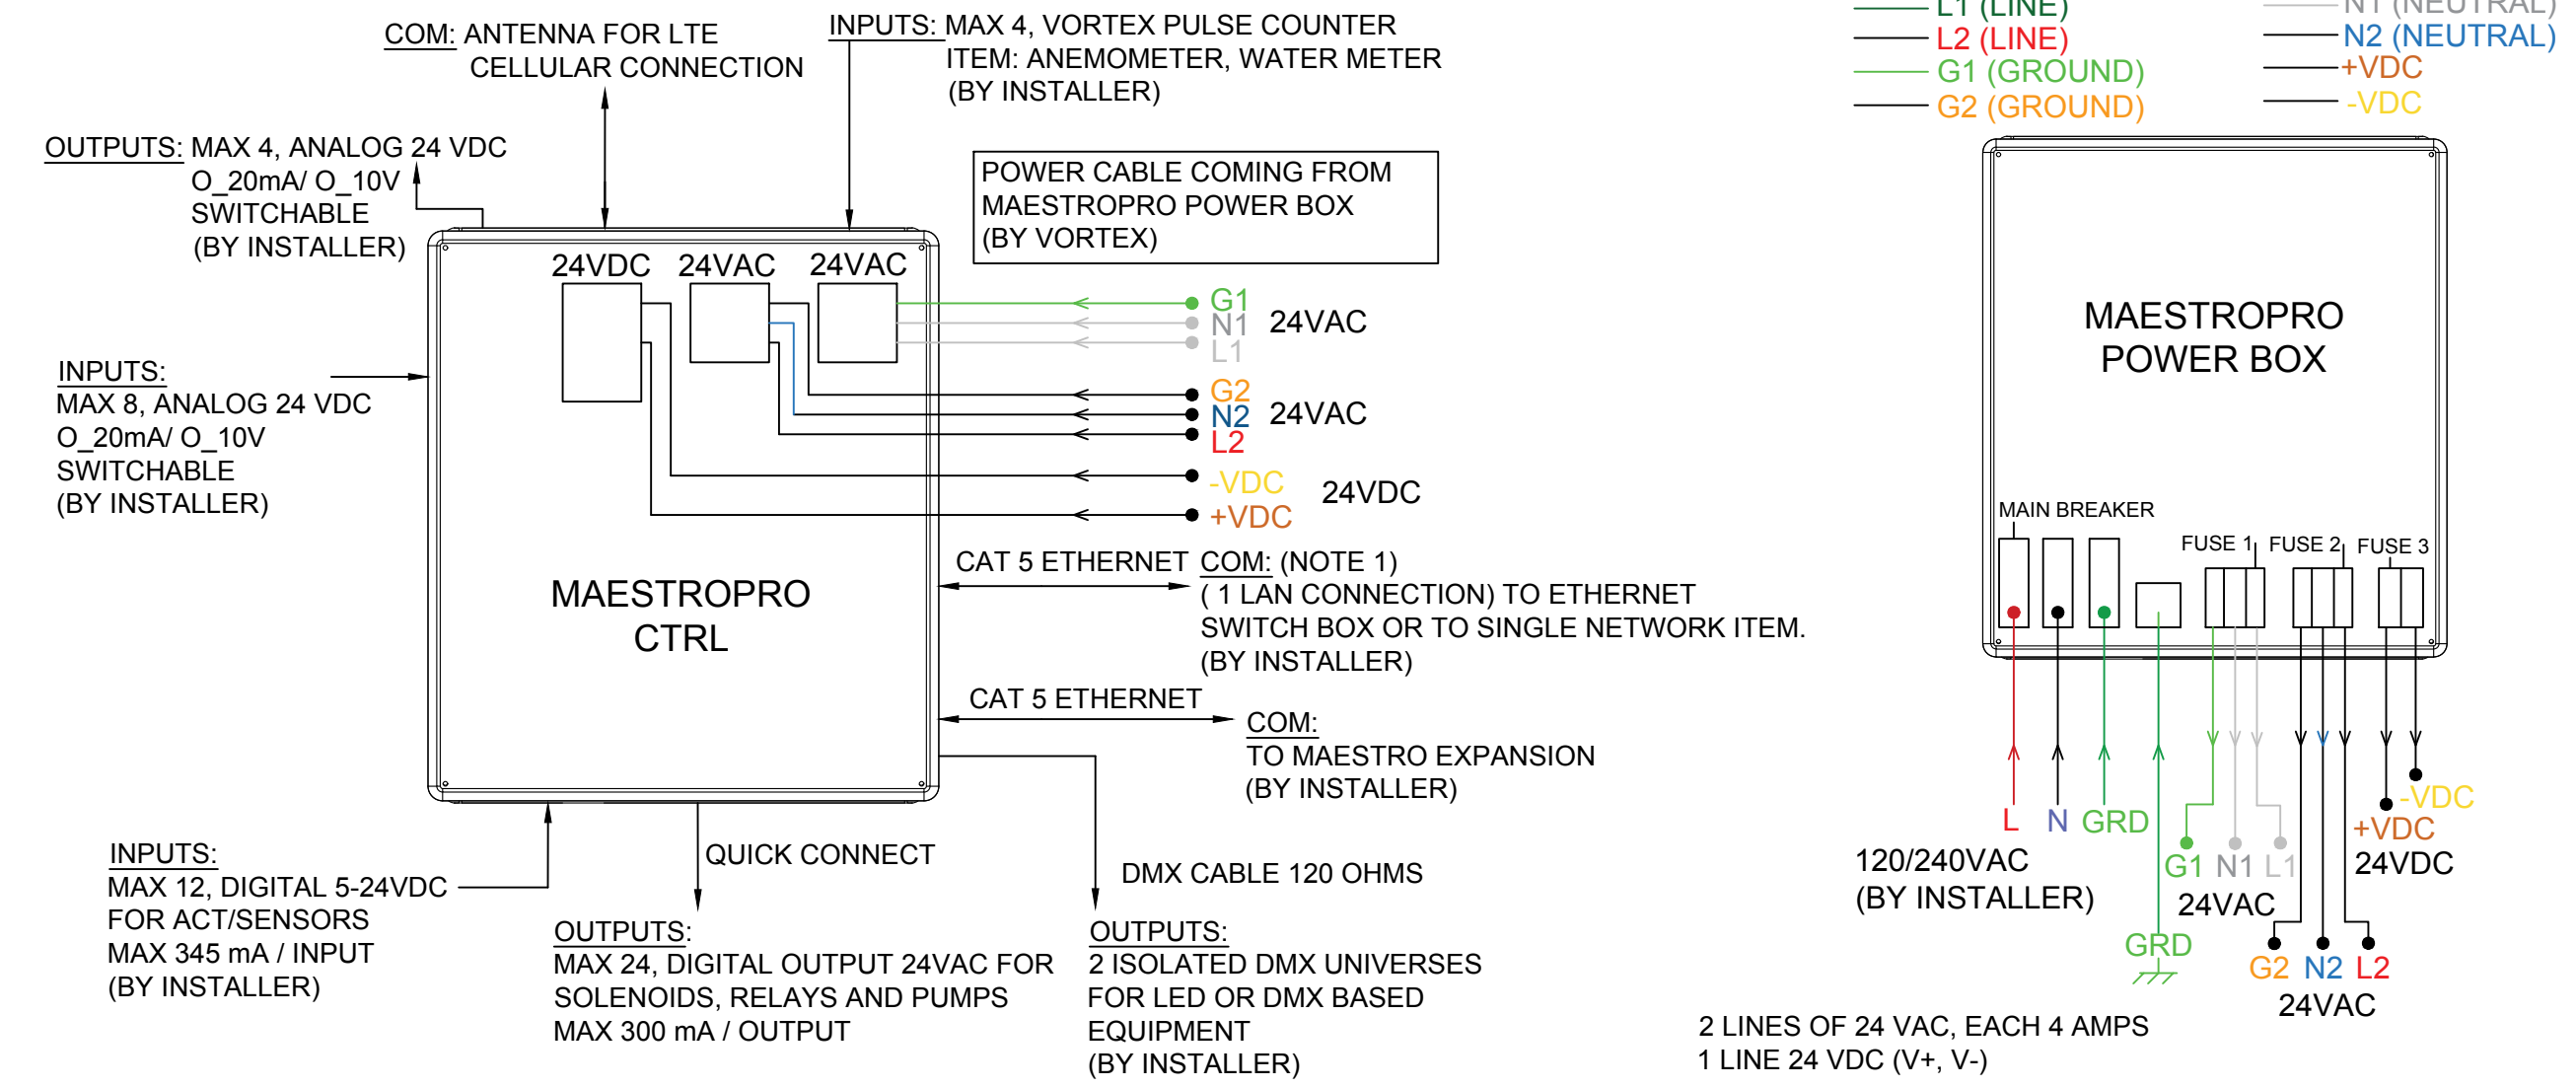 COM: ANTENNA FOR LTE
CELLULAR CONNECTION
INPUTS: MAX 4, VORTEX PULSE COUNTER
ITEM: ANEMOMETER, WATER METER
(BY INSTALLER)
OUTPUTS: MAX 4, ANALOG 24 VDC
O_20mA/ O_10V
SWITCHABLE
(BY INSTALLER)
POWER CABLE COMING FROM
MAESTROPRO POWER BOX
(BY VORTEX)
24VDC 24VAC 24VAC
G1
N1 24VAC
L1
G2
N2 24VAC
L2
-VDC
24VDC
+VDC
INPUTS:
MAX 8, ANALOG 24 VDC
O_20mA/ O_10V
SWITCHABLE
(BY INSTALLER)
MAESTROPRO
CTRL
CAT 5 ETHERNET COM: (NOTE 1)
( 1 LAN CONNECTION) TO ETHERNET
SWITCH BOX OR TO SINGLE NETWORK ITEM.
(BY INSTALLER)
CAT 5 ETHERNET
COM:
TO MAESTRO EXPANSION
(BY INSTALLER)
INPUTS:
MAX 12, DIGITAL 5-24VDC
FOR ACT/SENSORS
MAX 345 mA / INPUT
(BY INSTALLER)
QUICK CONNECT
OUTPUTS:
MAX 24, DIGITAL OUTPUT 24VAC FOR
SOLENOIDS, RELAYS AND PUMPS
MAX 300 mA / OUTPUT
DMX CABLE 120 OHMS
OUTPUTS:
2 ISOLATED DMX UNIVERSES
FOR LED OR DMX BASED
EQUIPMENT
(BY INSTALLER)
L1 (LINE) N1 (NEUTRAL)
L2 (LINE) N2 (NEUTRAL)
G1 (GROUND) +VDC
G2 (GROUND) -VDC
MAESTROPRO
POWER BOX
MAIN BREAKER
FUSE 1 FUSE 2 FUSE 3
L N GRD
120/240VAC
(BY INSTALLER)
GRD
G1 N1 L1
24VAC
G2 N2 L2
24VAC
-VDC
+VDC
24VDC
2 LINES OF 24 VAC, EACH 4 AMPS
1 LINE 24 VDC (V+, V-)